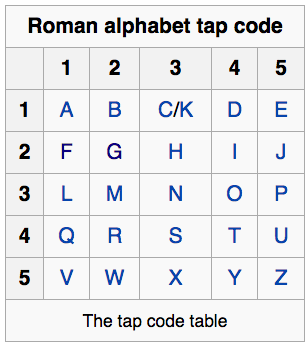 Roman alphabet tap code
1 2 3 4 5
1 A B C/K D E
2 F G H I J
3 L M N O P
4 Q R S T U
5 V W X Y Z
The tap code table